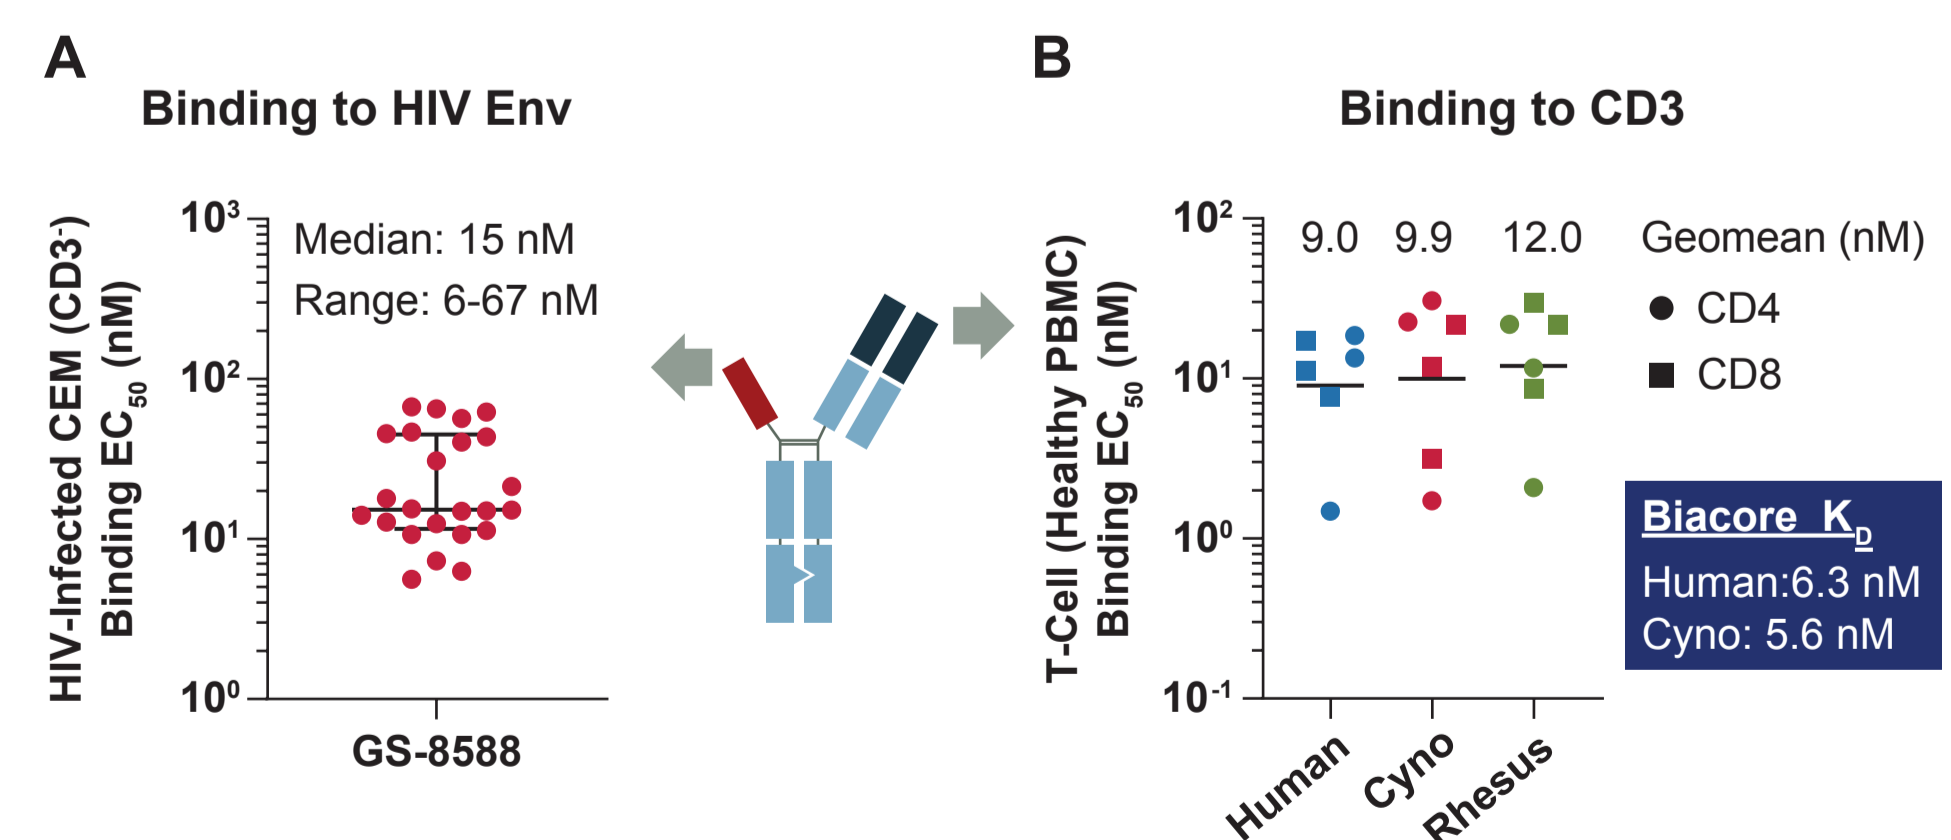 A
Binding to HIV Env
HIV-Infected CEM (CD3⁻)
Binding EC₅₀ (nM)
10³
10²
10¹
10⁰
Median: 15 nM
Range: 6-67 nM
GS-8588
B
Binding to CD3
T-Cell (Healthy PBMC)
Binding EC₅₀ (nM)
10²
10¹
10⁰
10⁻¹
9.0 9.9 12.0 Geomean (nM)
CD4
CD8
Biacore K_D
Human:6.3 nM
Cyno: 5.6 nM
Human
Cyno
Rhesus